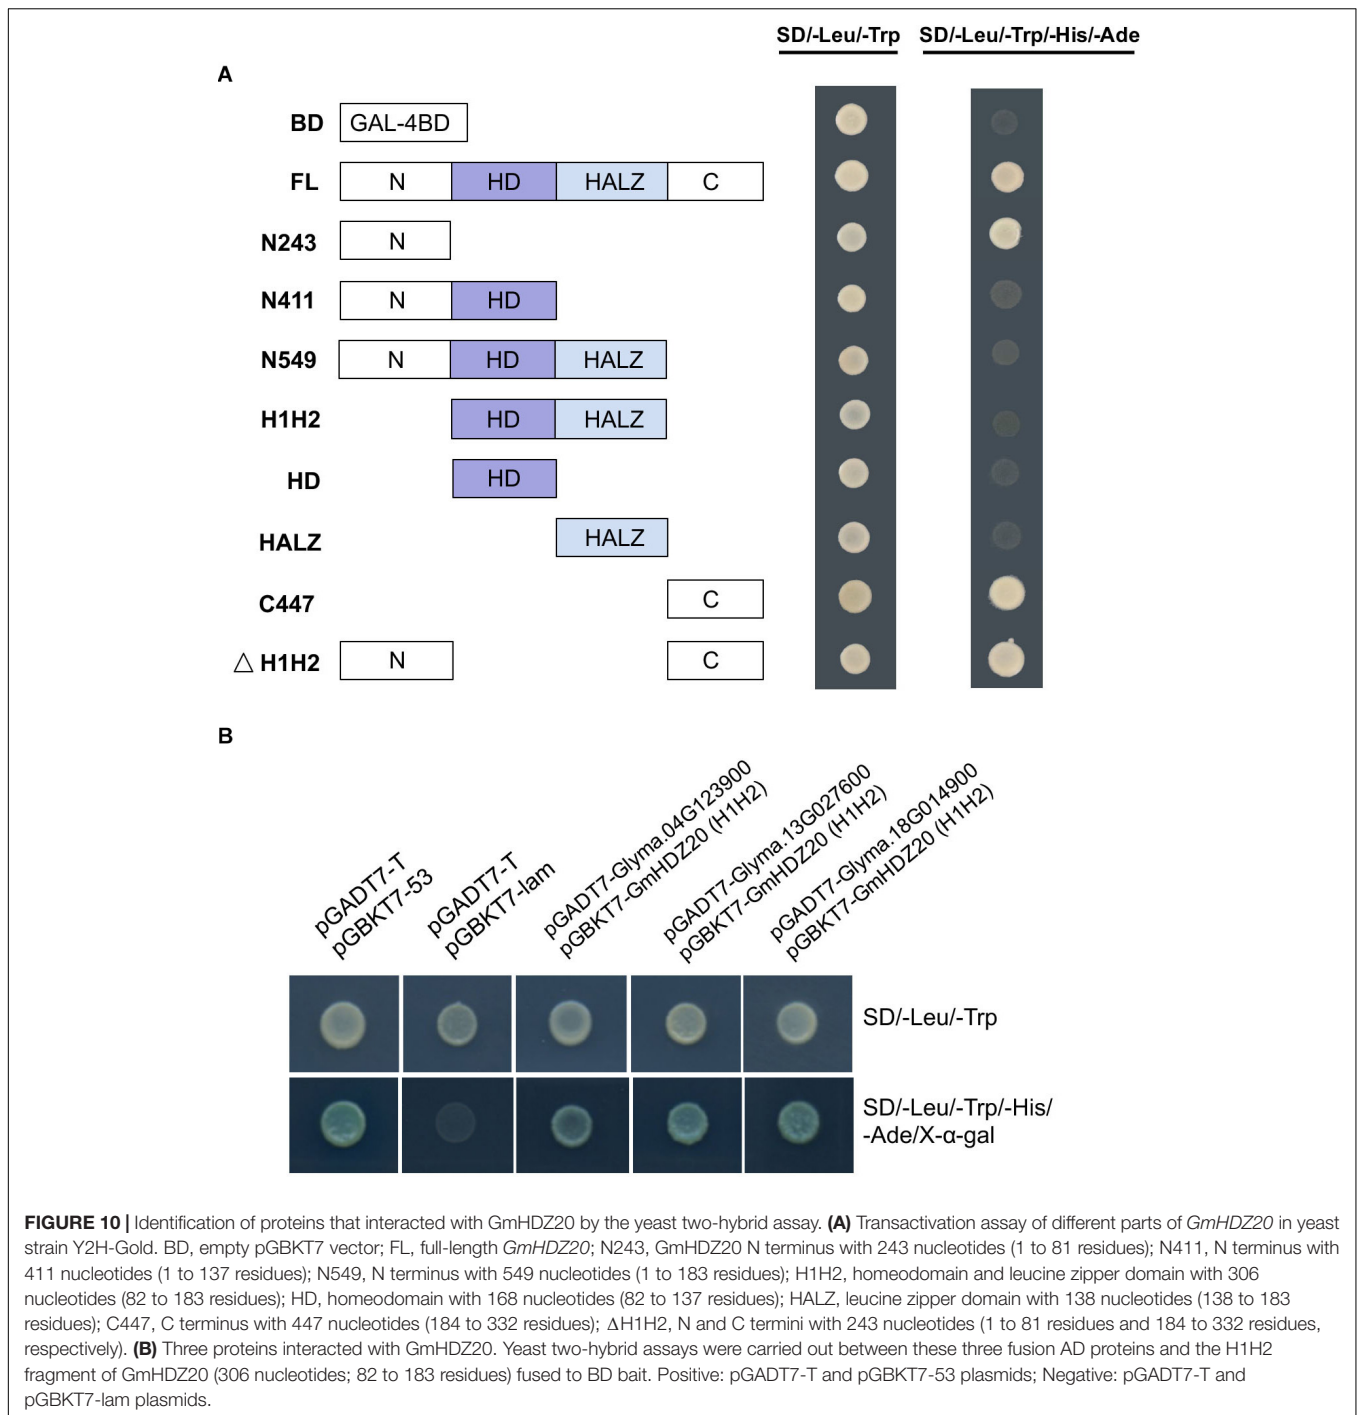 SD/-Leu/-Trp SD/-Leu/-Trp/-His/-Ade
A
BD GAL-4BD
FL N HD HALZ C
N243 N
N411 N HD
N549 N HD HALZ
H1H2 HD HALZ
HD HD
HALZ HALZ
C447 C
△ H1H2 N C
B
pGADT7-T
pGBKT7-53
pGADT7-T
pGBKT7-lam
pGADT7-Glyma.04G123900
pGBKT7-GmHDZ20 (H1H2)
pGADT7-Glyma.13G027600
pGBKT7-GmHDZ20 (H1H2)
pGADT7-Glyma.18G014900
pGBKT7-GmHDZ20 (H1H2)
SD/-Leu/-Trp
SD/-Leu/-Trp/-His/
-Ade/X-α-gal
FIGURE 10 | Identification of proteins that interacted with GmHDZ20 by the yeast two-hybrid assay. (A) Transactivation assay of different parts of GmHDZ20 in yeast
strain Y2H-Gold. BD, empty pGBKT7 vector; FL, full-length GmHDZ20; N243, GmHDZ20 N terminus with 243 nucleotides (1 to 81 residues); N411, N terminus with
411 nucleotides (1 to 137 residues); N549, N terminus with 549 nucleotides (1 to 183 residues); H1H2, homeodomain and leucine zipper domain with 306
nucleotides (82 to 183 residues); HD, homeodomain with 168 nucleotides (82 to 137 residues); HALZ, leucine zipper domain with 138 nucleotides (138 to 183
residues); C447, C terminus with 447 nucleotides (184 to 332 residues); ΔH1H2, N and C termini with 243 nucleotides (1 to 81 residues and 184 to 332 residues,
respectively). (B) Three proteins interacted with GmHDZ20. Yeast two-hybrid assays were carried out between these three fusion AD proteins and the H1H2
fragment of GmHDZ20 (306 nucleotides; 82 to 183 residues) fused to BD bait. Positive: pGADT7-T and pGBKT7-53 plasmids; Negative: pGADT7-T and
pGBKT7-lam plasmids.